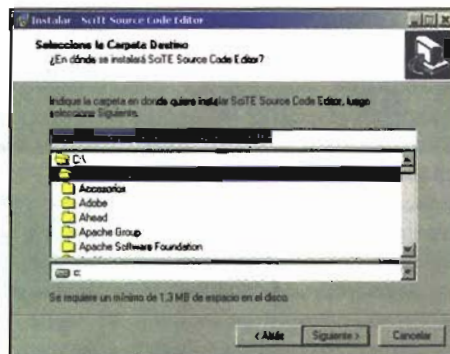 Instalar - SciTE Source Code Editor
Seleccione la Carpeta Destino
¿En dónde se instalará SciTE Source Code Editor?
Indique la carpeta en donde quiere instalar SciTE Source Code Editor, luego
seleccione Siguiente.
C:\
Accesorios
Adobe
Ahead
Apache Group
Apache Software Foundation
c:
Se requiere un mínimo de 1,3 MB de espacio en el disco.
< Atrás
Siguiente >
Cancelar